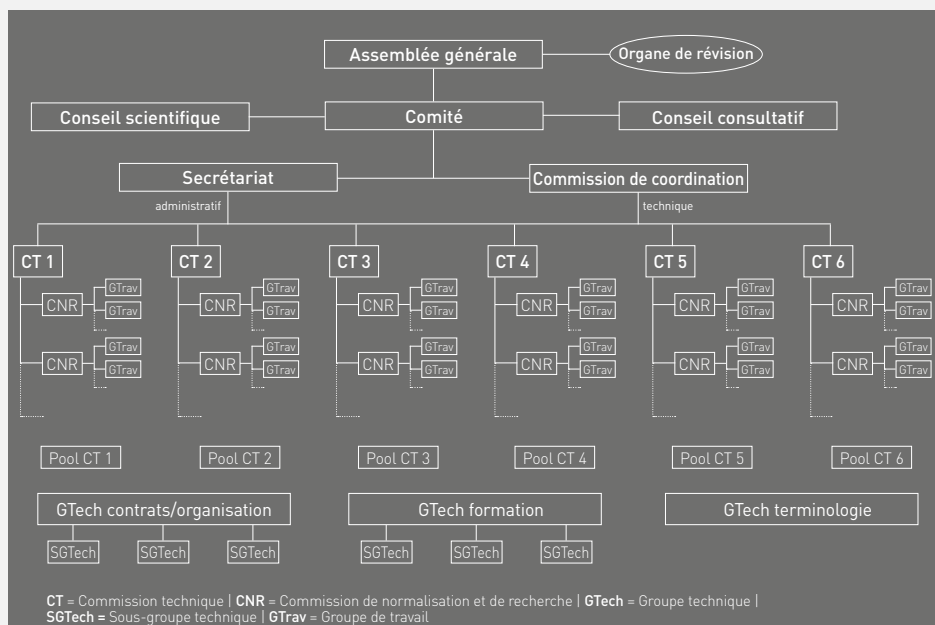 Assemblée générale
Organe de révision
Conseil scientifique
Comité
Conseil consultatif
Secrétariat
Commission de coordination
administratif
technique
CT 1
CT 2
CT 3
CT 4
CT 5
CT 6
CNR GTrav CNR GTrav CNR GTrav CNR GTrav CNR GTrav CNR GTrav
GTrav GTrav GTrav GTrav GTrav GTrav
CNR GTrav CNR GTrav CNR GTrav CNR GTrav CNR GTrav CNR GTrav
GTrav GTrav GTrav GTrav GTrav GTrav
Pool CT 1
Pool CT 2
Pool CT 3
Pool CT 4
Pool CT 5
Pool CT 6
GTech contrats/organisation
GTech formation
GTech terminologie
SGTech SGTech SGTech SGTech SGTech SGTech
CT = Commission technique | CNR = Commission de normalisation et de recherche | GTech = Groupe technique |
SGTech = Sous-groupe technique | GTrav = Groupe de travail